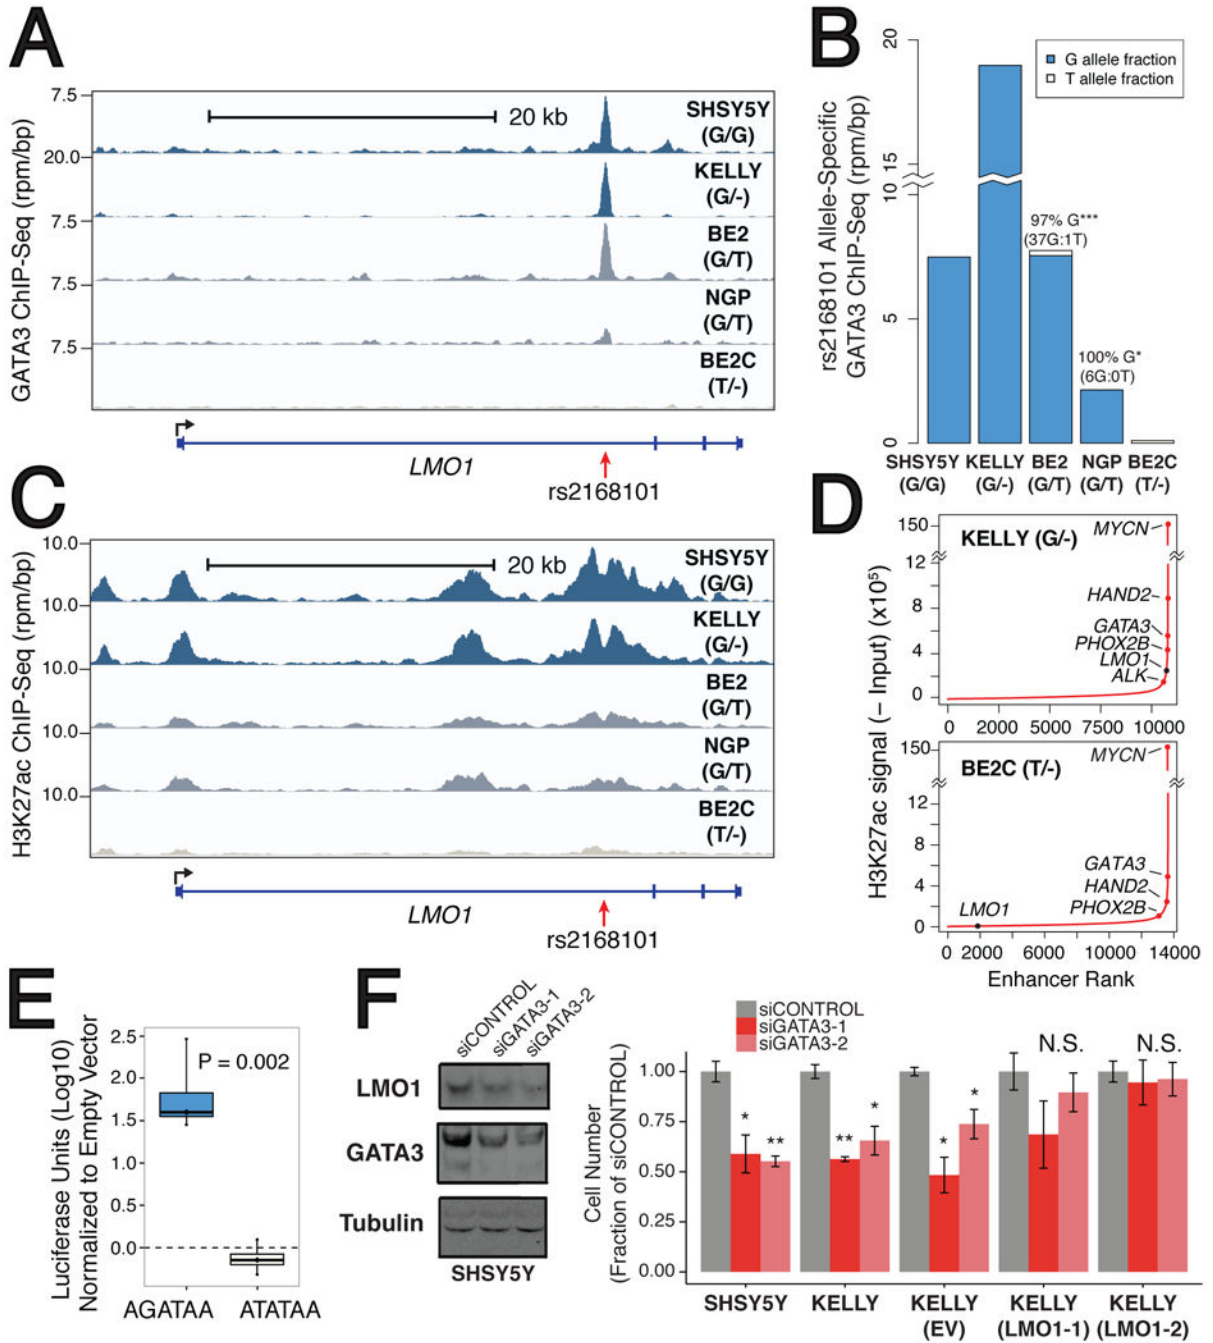 A
GATA3 ChIP-Seq (rpm/bp)
7.5
20 kb
SHSY5Y
(G/G)
20.0
KELLY
(G/-)
7.5
BE2
(G/T)
7.5
NGP
(G/T)
7.5
BE2C
(T/-)
LMO1
rs2168101
B
rs2168101 Allele-Specific
GATA3 ChIP-Seq (rpm/bp)
20
15
10
5
0
G allele fraction
T allele fraction
97% G***
(37G:1T)
100% G*
(6G:0T)
SHSY5Y KELLY BE2 NGP BE2C
(G/G) (G/-) (G/T) (G/T) (T/-)
C
H3K27ac ChIP-Seq (rpm/bp)
10.0
20 kb
SHSY5Y
(G/G)
10.0
KELLY
(G/-)
10.0
BE2
(G/T)
10.0
NGP
(G/T)
10.0
BE2C
(T/-)
LMO1
rs2168101
D
H3K27ac signal (– Input) (x10⁵)
KELLY (G/-)
150
12
8
4
0
MYCN
HAND2
GATA3
PHOX2B
LMO1
ALK
0 2500 5000 7500 10000
BE2C (T/-)
150
12
8
4
0
MYCN
GATA3
HAND2
PHOX2B
LMO1
0 2000 6000 10000 14000
Enhancer Rank
E
Luciferase Units (Log10)
Normalized to Empty Vector
2.5
2.0
1.5
1.0
0.5
0.0
P = 0.002
AGATAA ATATAA
F
siCONTROL
siGATA3-1
siGATA3-2
LMO1
GATA3
Tubulin
SHSY5Y
siCONTROL
siGATA3-1
siGATA3-2
Cell Number
(Fraction of siCONTROL)
1.00
0.75
0.50
0.25
0.00
* ** ** * * * N.S. N.S.
SHSY5Y KELLY KELLY KELLY KELLY
(EV) (LMO1-1) (LMO1-2)